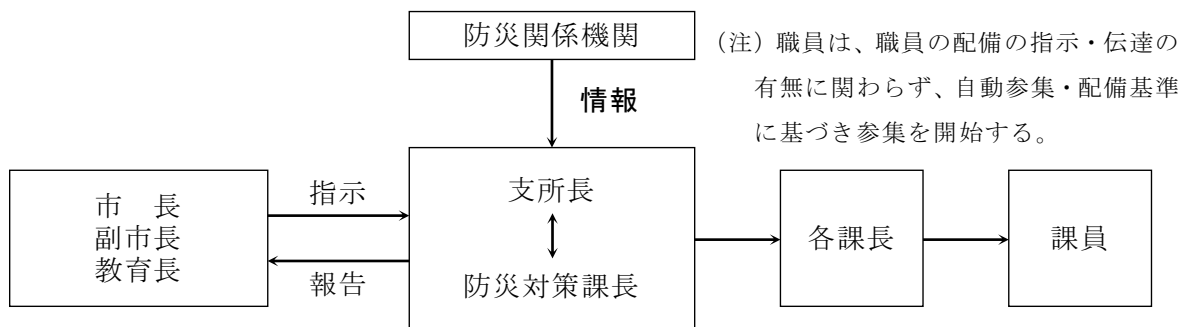 防災関係機関
（注）職員は、職員の配備の指示・伝達の
有無に関わらず、自動参集・配備基準
に基づき参集を開始する。
情報
市　長
副市長
教育長
指示
報告
支所長
防災対策課長
各課長
課員